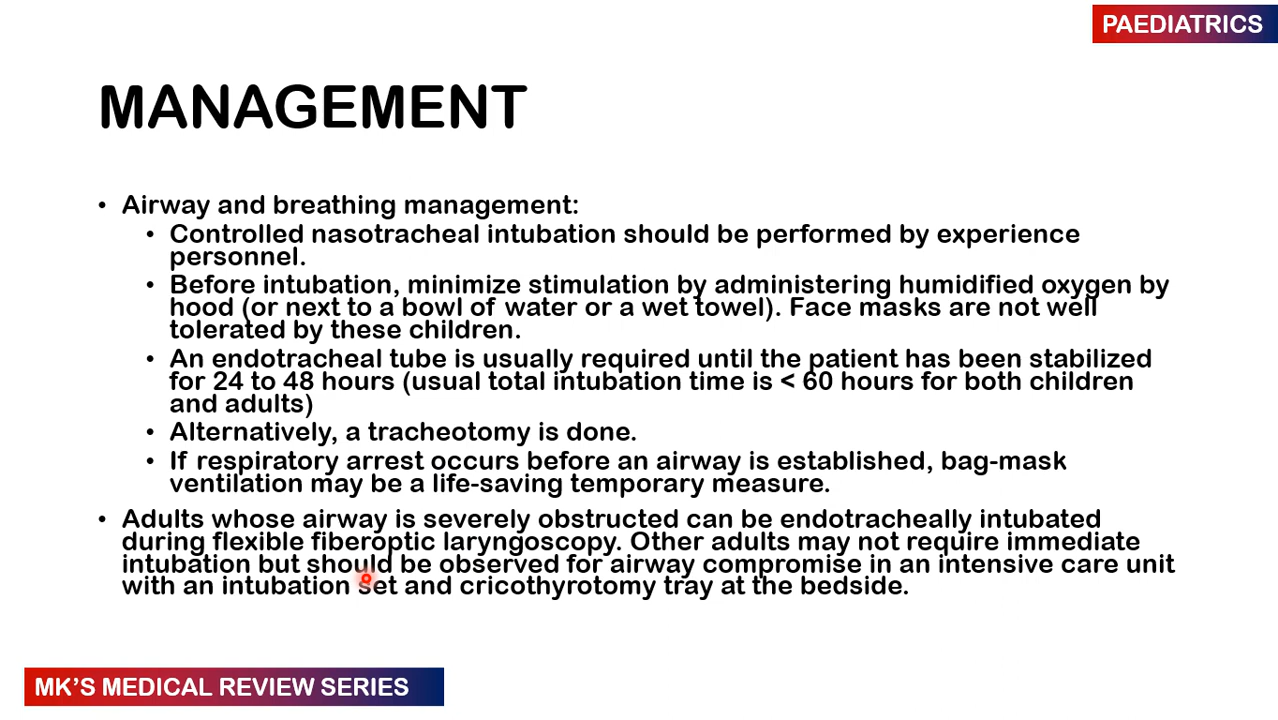 PAEDIATRICS
MANAGEMENT
• Airway and breathing management:
• Controlled nasotracheal intubation should be performed by experience
personnel.
• Before intubation, minimize stimulation by administering humidified oxygen by
hood (or next to a bowl of water or a wet towel). Face masks are not well
tolerated by these children.
• An endotracheal tube is usually required until the patient has been stabilized
for 24 to 48 hours (usual total intubation time is < 60 hours for both children
and adults)
• Alternatively, a tracheotomy is done.
• If respiratory arrest occurs before an airway is established, bag-mask
ventilation may be a life-saving temporary measure.
• Adults whose airway is severely obstructed can be endotracheally intubated
during flexible fiberoptic laryngoscopy. Other adults may not require immediate
intubation but should be observed for airway compromise in an intensive care unit
with an intubation set and cricothyrotomy tray at the bedside.
MK'S MEDICAL REVIEW SERIES